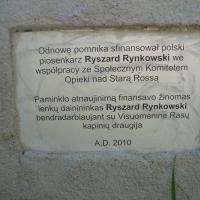 Odnowę pomnika sfinansował polski
piosenkarz Ryszard Rynkowski we
współpracy ze Społecznym Komitetem
Opieki nad Starą Rossą
Paminklo atnaujinimą finansavo žinomas
lenkų dainininkas Ryszard Rynkowski
bendradarbiaujant su Visuomenine Rasų
kapinių draugija
A.D. 2010